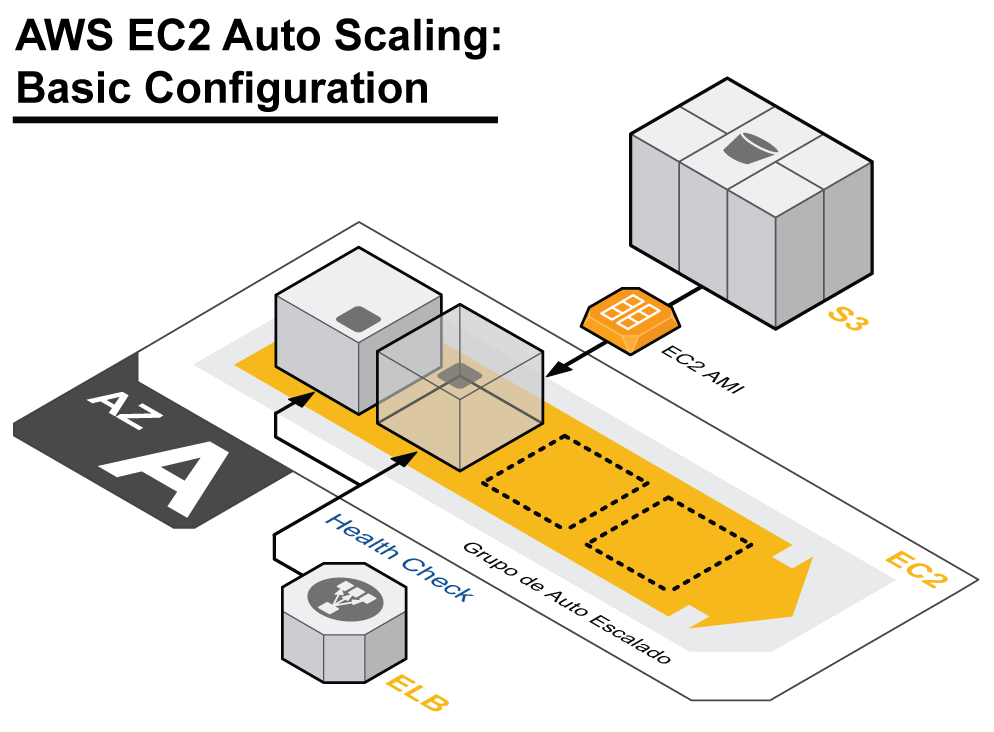 AWS EC2 Auto Scaling:
Basic Configuration
S3
EC2 AMI
AZ
A
Health Check
Grupo de Auto Escalado
EC2
ELB